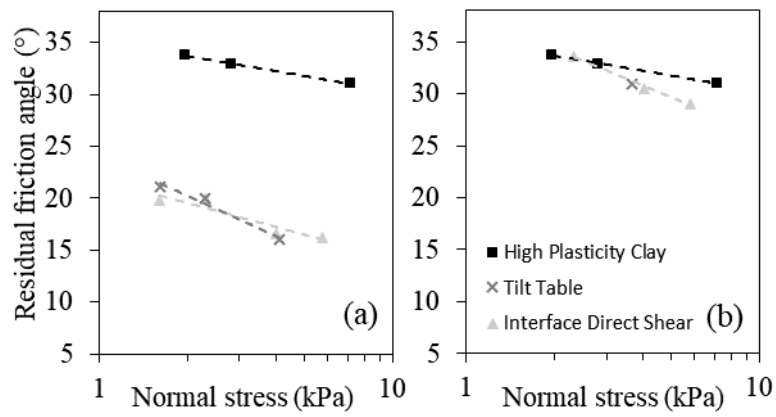 Residual friction angle (°)
35
30
25
20
15
10
5
(a)
1
10
Normal stress (kPa)
35
30
25
20
15
10
5
High Plasticity Clay
Tilt Table
Interface Direct Shear
(b)
1
10
Normal stress (kPa)